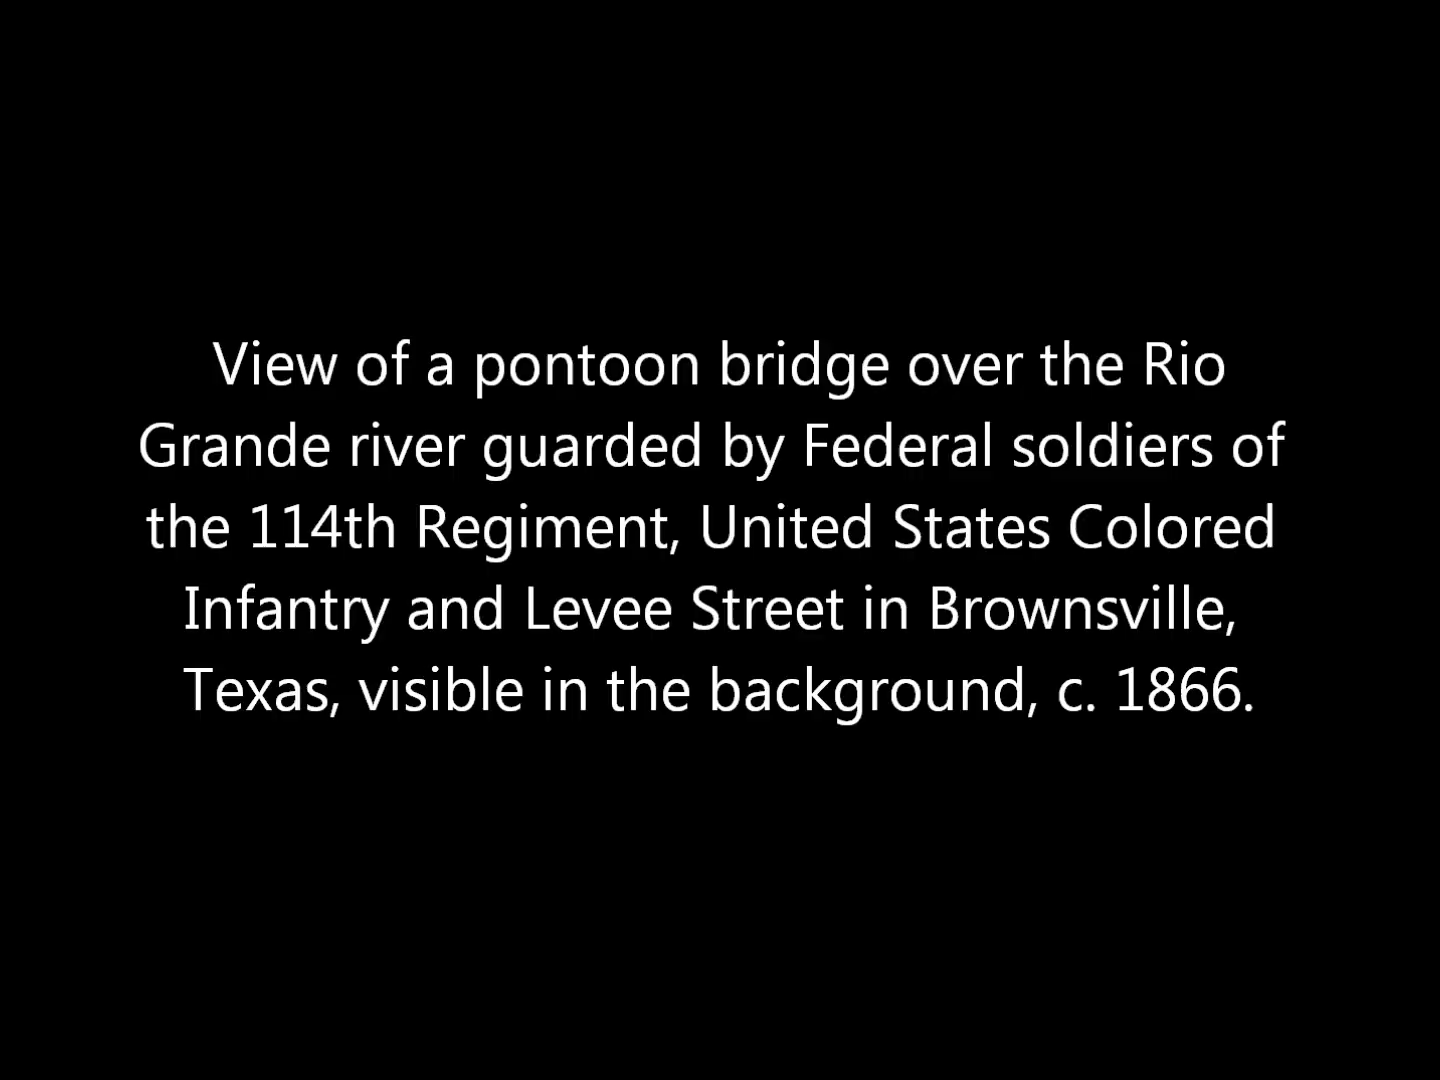 View of a pontoon bridge over the Rio
Grande river guarded by Federal soldiers of
the 114th Regiment, United States Colored
Infantry and Levee Street in Brownsville,
Texas, visible in the background, c. 1866.